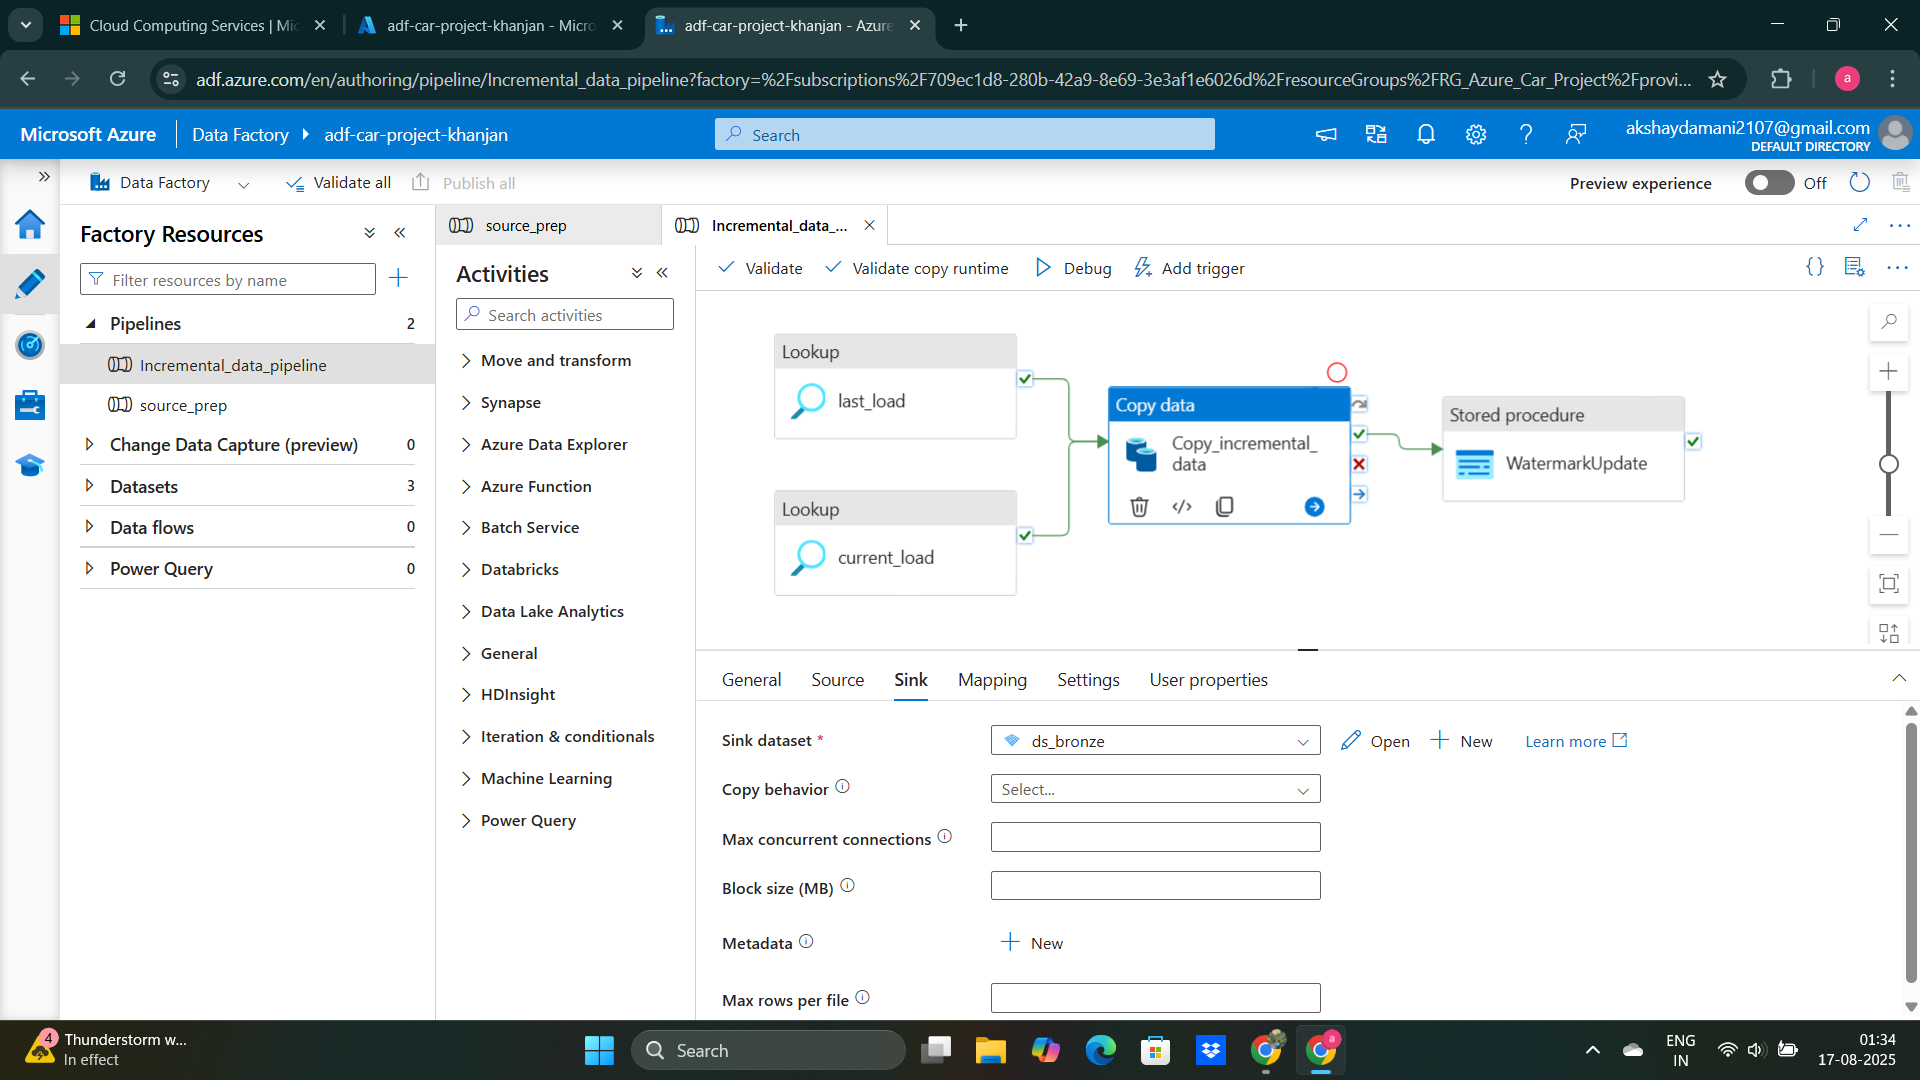 Cloud Computing Services | Mic
adf-car-project-khanjan - Micro
adf-car-project-khanjan - Azure
adf.azure.com/en/authoring/pipeline/Incremental_data_pipeline?factory=%2Fsubscriptions%2F709ec1d8-280b-42a9-8e69-3e3af1e6026d%2FresourceGroups%2FRG_Azure_Car_Project%2Fprovi...
a
Microsoft Azure
Data Factory
adf-car-project-khanjan
Search
akshaydamani2107@gmail.com
DEFAULT DIRECTORY
Data Factory
Validate all
Publish all
Preview experience
Off
Factory Resources
Filter resources by name
Pipelines 2
Incremental_data_pipeline
source_prep
Change Data Capture (preview) 0
Datasets 3
Data flows 0
Power Query 0
source_prep
Incremental_data_...
Activities
Search activities
Move and transform
Synapse
Azure Data Explorer
Azure Function
Batch Service
Databricks
Data Lake Analytics
General
HDInsight
Iteration & conditionals
Machine Learning
Power Query
Validate
Validate copy runtime
Debug
Add trigger
Lookup
last_load
Lookup
current_load
Copy data
Copy_incremental_
data
Stored procedure
WatermarkUpdate
General
Source
Sink
Mapping
Settings
User properties
Sink dataset *
ds_bronze
Open
New
Learn more
Copy behavior
Select...
Max concurrent connections
Block size (MB)
Metadata
New
Max rows per file
4
Thunderstorm w...
In effect
Search
a
ENG
IN
01:34
17-08-2025